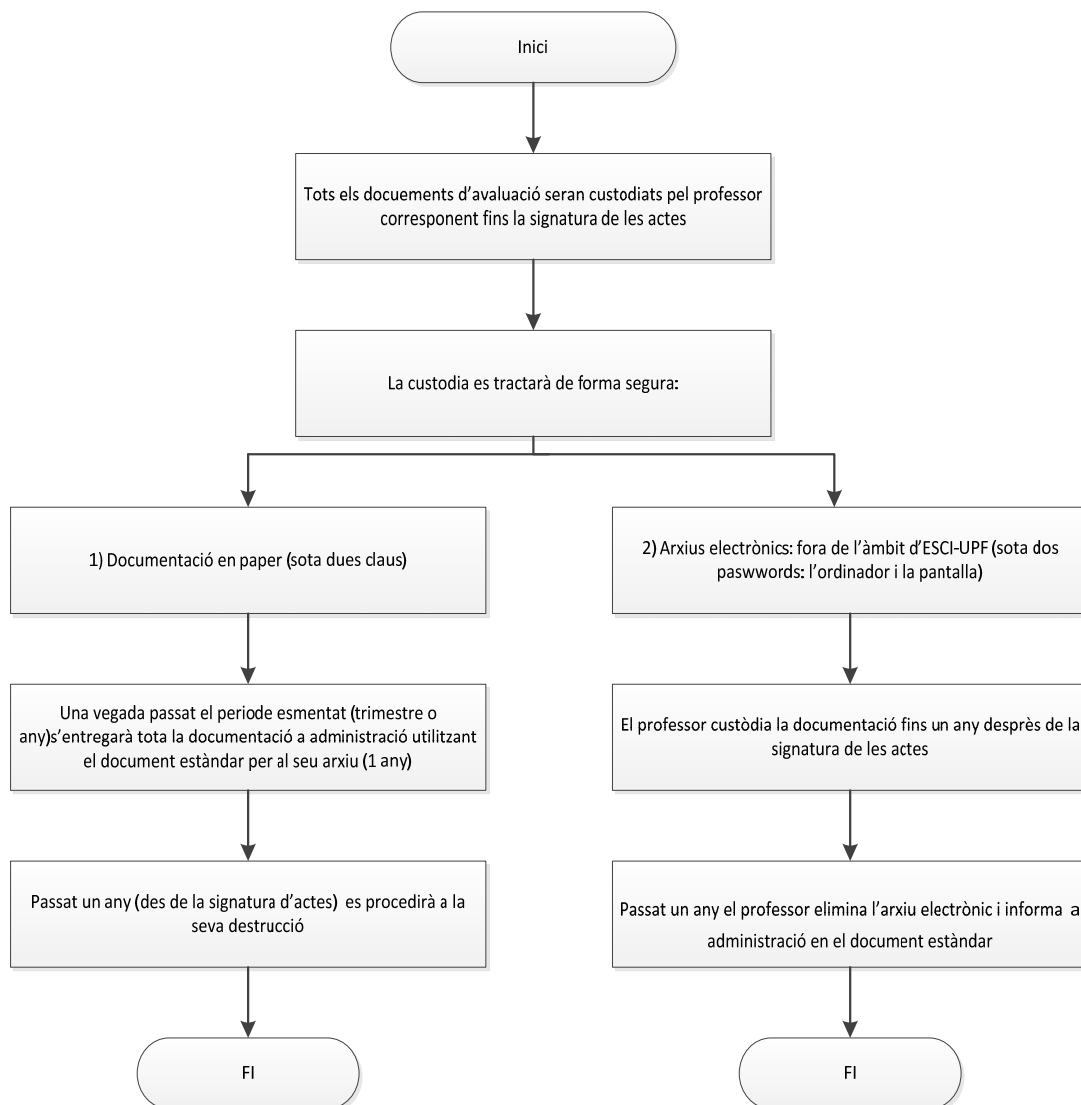 Inici
Tots els docuements d'avaluació seran custodiats pel professor
corresponent fins la signatura de les actes
La custodia es tractarà de forma segura:
1) Documentació en paper (sota dues claus)
2) Arxius electrònics: fora de l'àmbit d'ESCI-UPF (sota dos
paswwords: l'ordinador i la pantalla)
Una vegada passat el periode esmentat (trimestre o
any)s'entregarà tota la documentació a administració utilitzant
el document estàndar per al seu arxiu (1 any)
El professor custòdia la documentació fins un any desprès de la
signatura de les actes
Passat un any (des de la signatura d'actes) es procedirà a la
seva destrucció
Passat un any el professor elimina l'arxiu electrònic i informa a
administració en el document estàndar
FI
FI